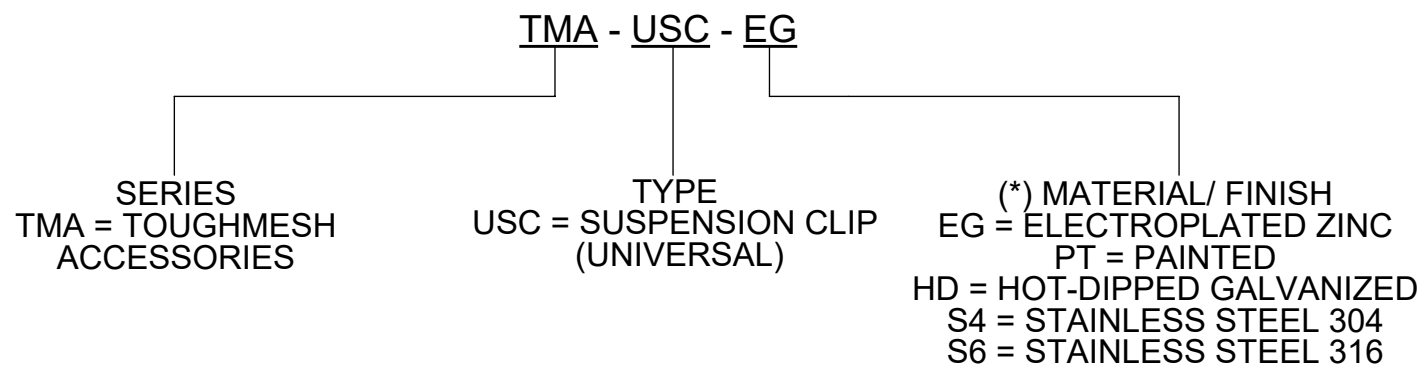 TMA - USC - EG
SERIES
TMA = TOUGHMESH
ACCESSORIES
TYPE
USC = SUSPENSION CLIP
(UNIVERSAL)
(*) MATERIAL/ FINISH
EG = ELECTROPLATED ZINC
PT = PAINTED
HD = HOT-DIPPED GALVANIZED
S4 = STAINLESS STEEL 304
S6 = STAINLESS STEEL 316